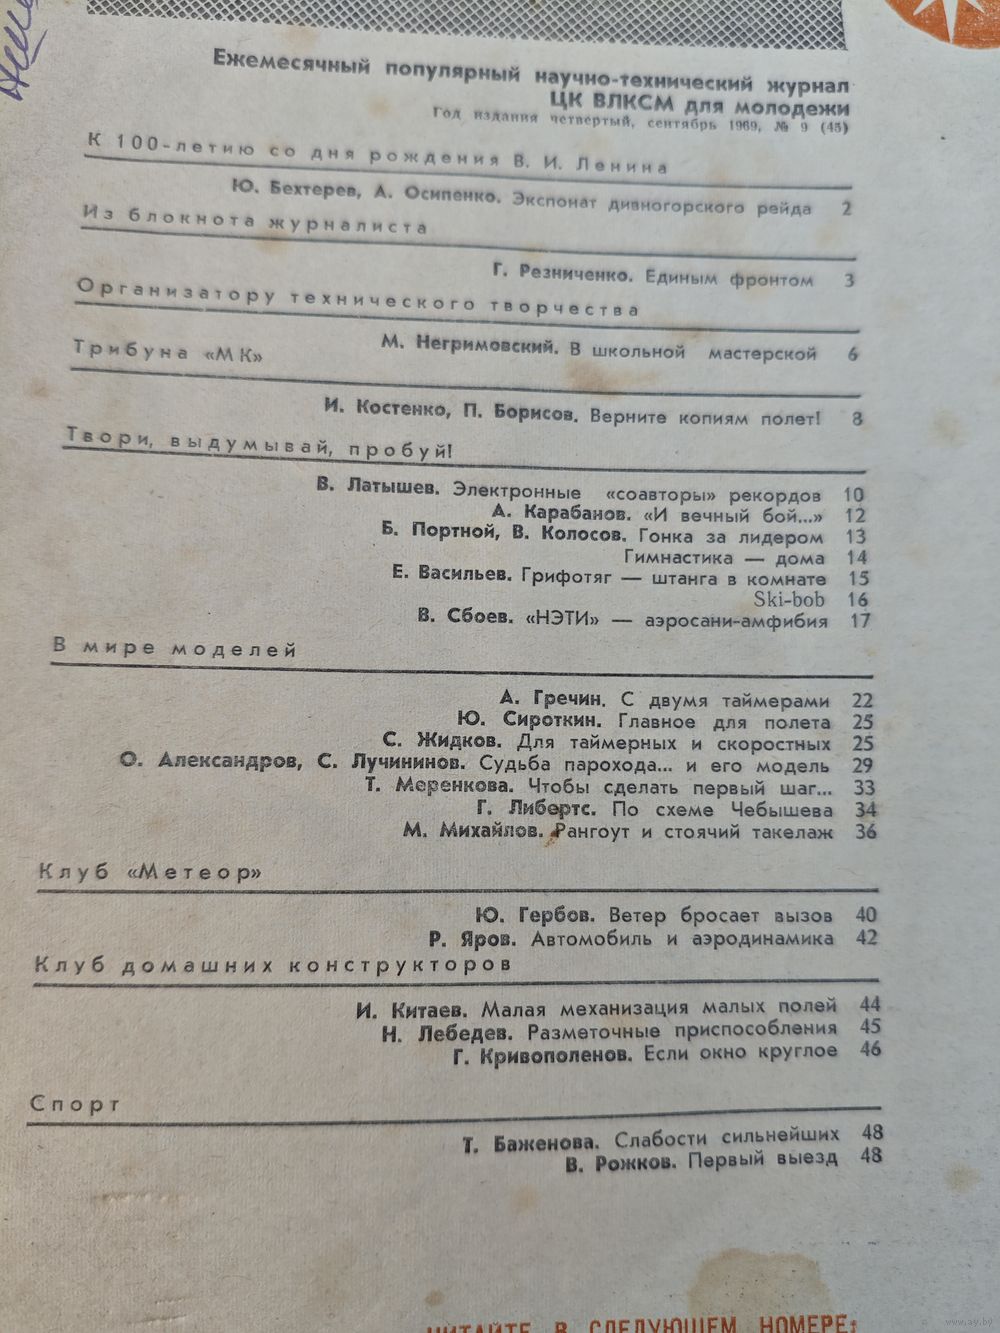 Ежемесячный популярный научно-технический журнал
ЦК ВЛКСМ для молодежи
Год издания четвертый, сентябрь 1969, № 9 (45)
К 100-летию со дня рождения В. И. Ленина
Ю. Бехтерев, А. Осипенко. Экспонат дивногорского рейда 2
Из блокнота журналиста
Г. Резниченко. Единым фронтом 3
Организатору технического творчества
М. Негримовский. В школьной мастерской 6
Трибуна «МК»
И. Костенко, П. Борисов. Верните копиям полет! 8
Твори, выдумывай, пробуй!
В. Латышев. Электронные «соавторы» рекордов 10
А. Карабанов. «И вечный бой...» 12
Б. Портной, В. Колосов. Гонка за лидером 13
Гимнастика — дома 14
Е. Васильев. Грифотяг — штанга в комнате 15
Ski-bob 16
В. Сбоев. «НЭТИ» — аэросани-амфибия 17
В мире моделей
А. Гречин. С двумя таймерами 22
Ю. Сироткин. Главное для полета 25
С. Жидков. Для таймерных и скоростных 25
О. Александров, С. Лучининов. Судьба парохода... и его модель 29
Т. Меренкова. Чтобы сделать первый шаг... 33
Г. Либертс. По схеме Чебышева 34
М. Михайлов. Рангоут и стоячий такелаж 36
Клуб «Метеор»
Ю. Гербов. Ветер бросает вызов 40
Р. Яров. Автомобиль и аэродинамика 42
Клуб домашних конструкторов
И. Китаев. Малая механизация малых полей 44
Н. Лебедев. Разметочные приспособления 45
Г. Кривополенов. Если окно круглое 46
Спорт
Т. Баженова. Слабости сильнейших 48
В. Рожков. Первый выезд 48
ЧИТАЙТЕ В СЛЕДУЮЩЕМ НОМЕРЕ:
www.ay.by